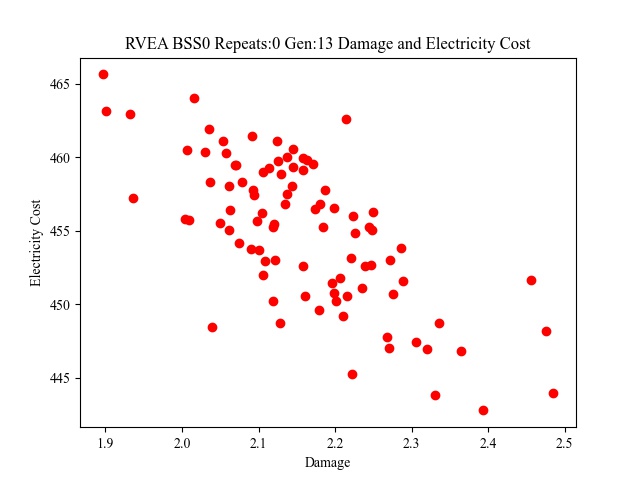 RVEA BSS0 Repeats:0 Gen:13 Damage and Electricity Cost
465
460
455
450
445
Electricity Cost
1.9 2.0 2.1 2.2 2.3 2.4 2.5
Damage